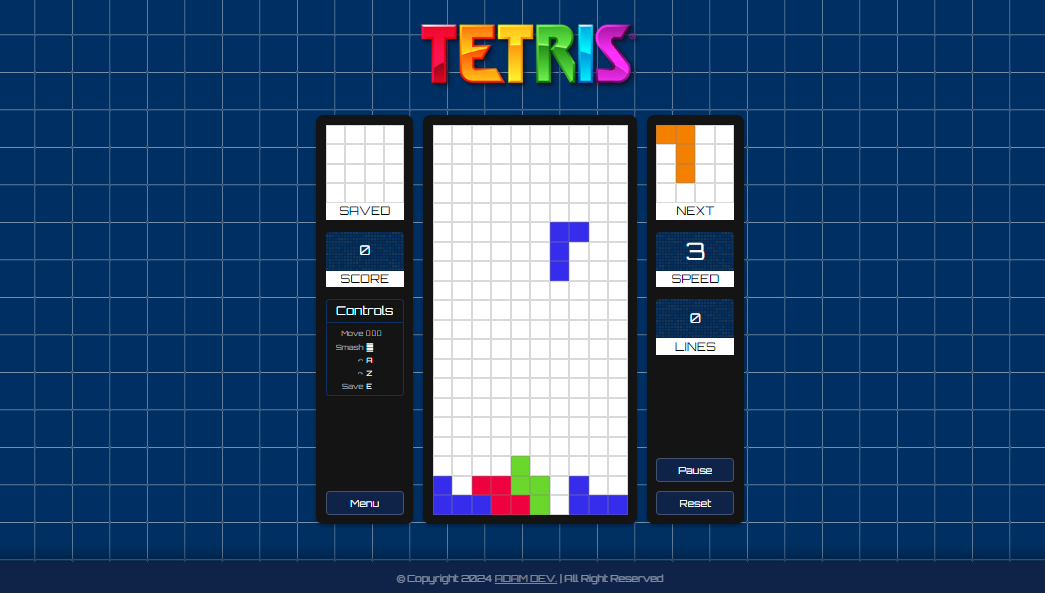 TETRIS
SAVED
0
SCORE
Controls
Move
Smash
A
Z
Save E
Menu
NEXT
3
SPEED
0
LINES
Pause
Reset
© Copyright 2024 ADAM DEV. | All Right Reserved